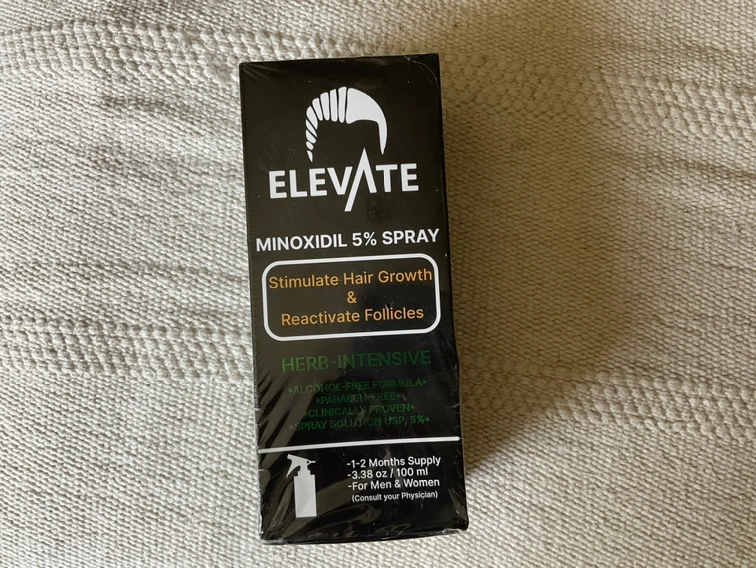 ELEVATE
MINOXIDIL 5% SPRAY
Stimulate Hair Growth
&
Reactivate Follicles
HERB-INTENSIVE
•ALCOHOL-FREE FORMULA•
•PARABEN-FREE•
•CLINICALLY PROVEN•
•SPRAY SOLUTION USP, 5%•
-1-2 Months Supply
-3.38 oz / 100 ml
-For Men & Women
(Consult your Physician)